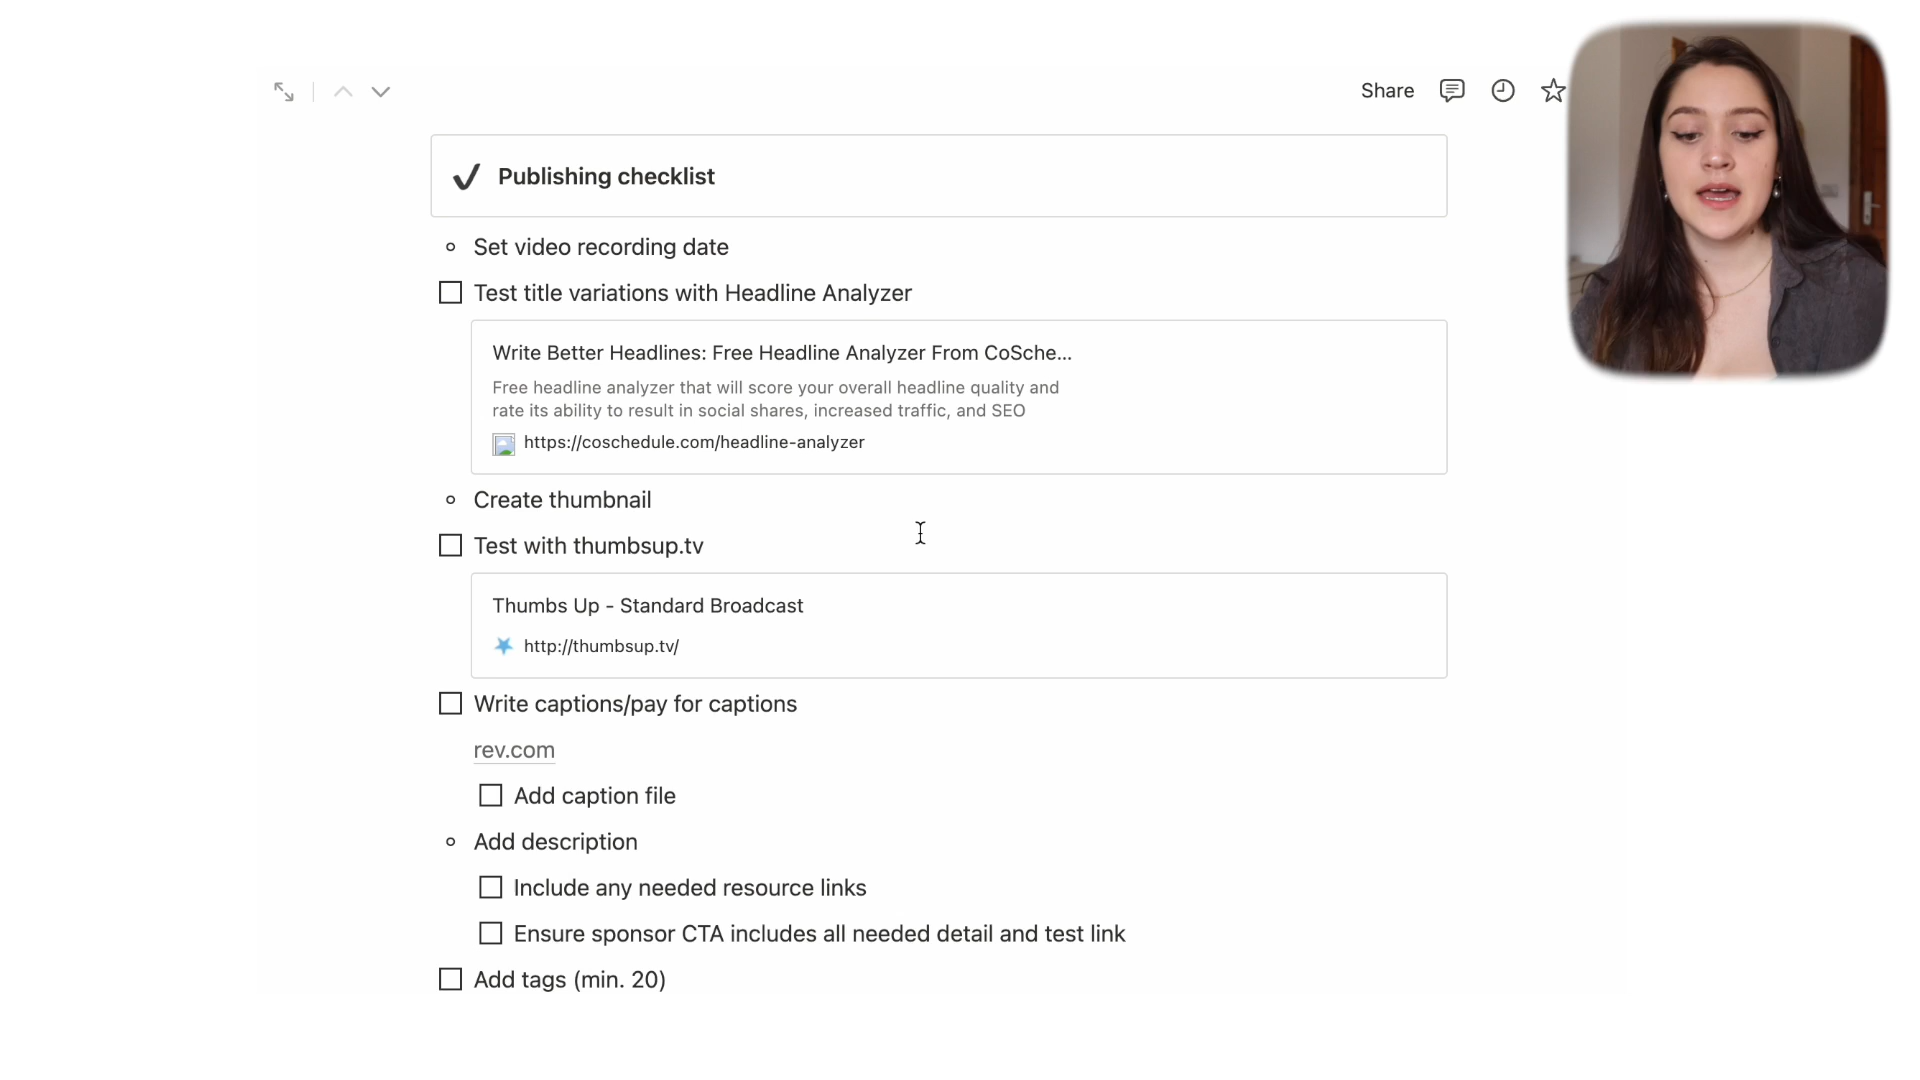 Share
Publishing checklist
Set video recording date
Test title variations with Headline Analyzer
Write Better Headlines: Free Headline Analyzer From CoSche...
Free headline analyzer that will score your overall headline quality and
rate its ability to result in social shares, increased traffic, and SEO
https://coschedule.com/headline-analyzer
Create thumbnail
Test with thumbsup.tv
Thumbs Up - Standard Broadcast
http://thumbsup.tv/
Write captions/pay for captions
rev.com
Add caption file
Add description
Include any needed resource links
Ensure sponsor CTA includes all needed detail and test link
Add tags (min. 20)